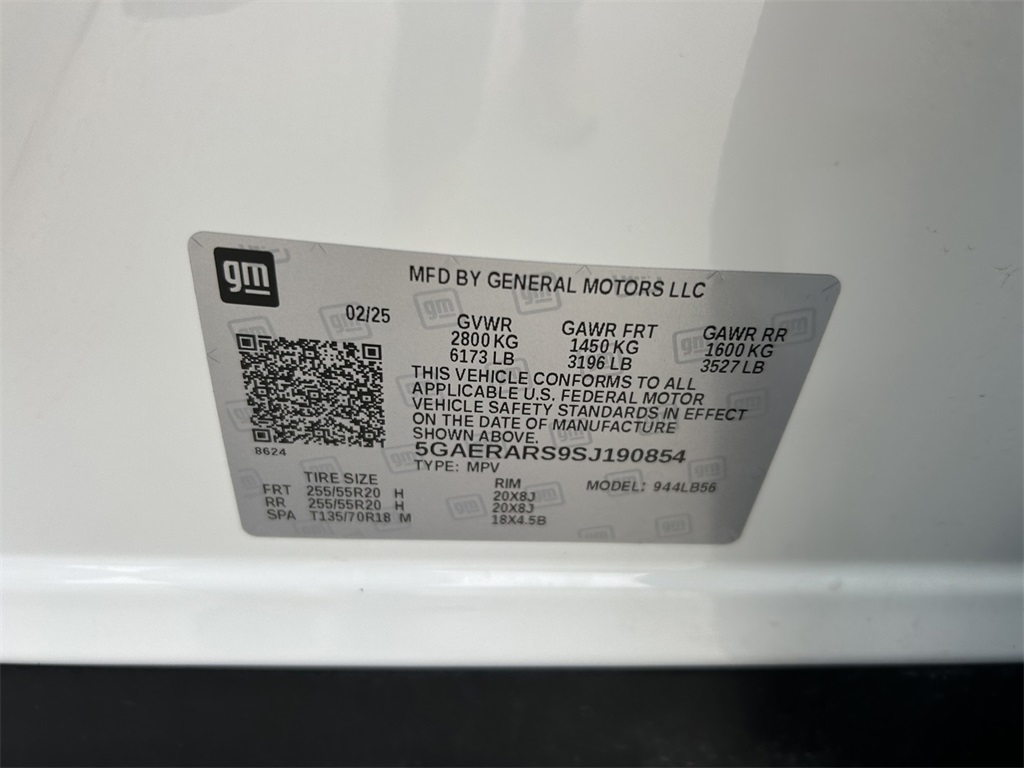 gm
MFD BY GENERAL MOTORS LLC
02/25
GVWR GAWR FRT GAWR RR
2800 KG 1450 KG 1600 KG
6173 LB 3196 LB 3527 LB
THIS VEHICLE CONFORMS TO ALL
APPLICABLE U.S. FEDERAL MOTOR
VEHICLE SAFETY STANDARDS IN EFFECT
ON THE DATE OF MANUFACTURE
SHOWN ABOVE.
8624
5GAERARS9SJ190854
TYPE: MPV
TIRE SIZE RIM MODEL: 944LB56
FRT 255/55R20 H 20X8J
RR 255/55R20 H 20X8J
SPA T135/70R18 M 18X4.5B